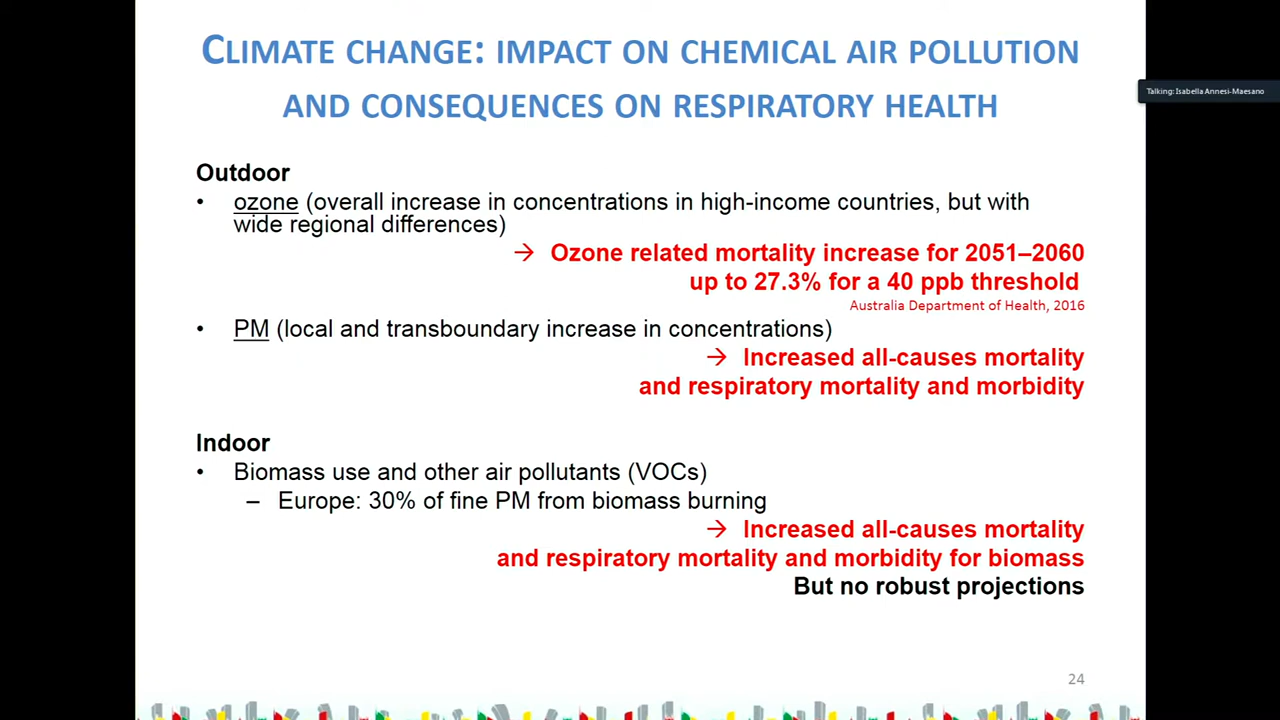 CLIMATE CHANGE: IMPACT ON CHEMICAL AIR POLLUTION
AND CONSEQUENCES ON RESPIRATORY HEALTH
Talking: Isabella Annesi-Maesano
Outdoor
• ozone (overall increase in concentrations in high-income countries, but with
wide regional differences)
→ Ozone related mortality increase for 2051–2060
up to 27.3% for a 40 ppb threshold
Australia Department of Health, 2016
• PM (local and transboundary increase in concentrations)
→ Increased all-causes mortality
and respiratory mortality and morbidity
Indoor
• Biomass use and other air pollutants (VOCs)
– Europe: 30% of fine PM from biomass burning
→ Increased all-causes mortality
and respiratory mortality and morbidity for biomass
But no robust projections
24